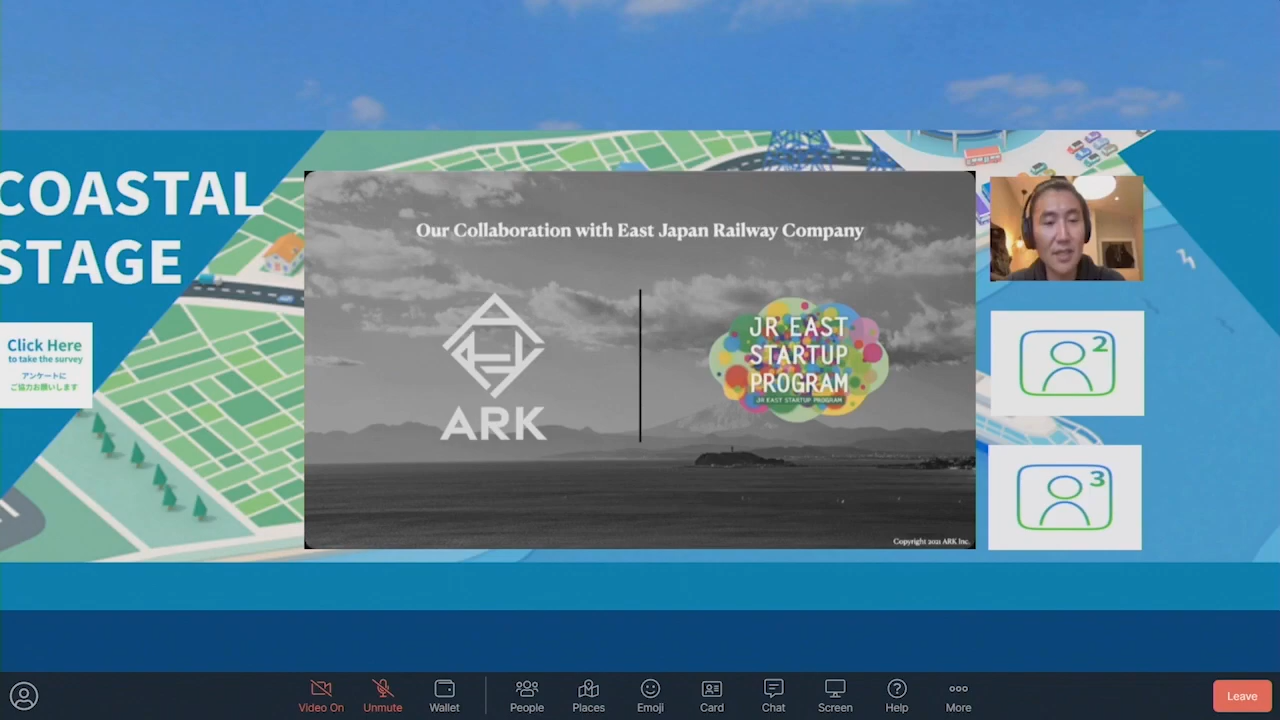 COASTAL
STAGE
Click Here
to take the survey
アンケートに
ご協力お願いします
Our Collaboration with East Japan Railway Company
ARK
JR EAST
STARTUP
PROGRAM
JR EAST STARTUP PROGRAM
Copyright 2021 ARK Inc.
2
3
Video On
Unmute
Wallet
People
Places
Emoji
Card
Chat
Screen
Help
More
Leave